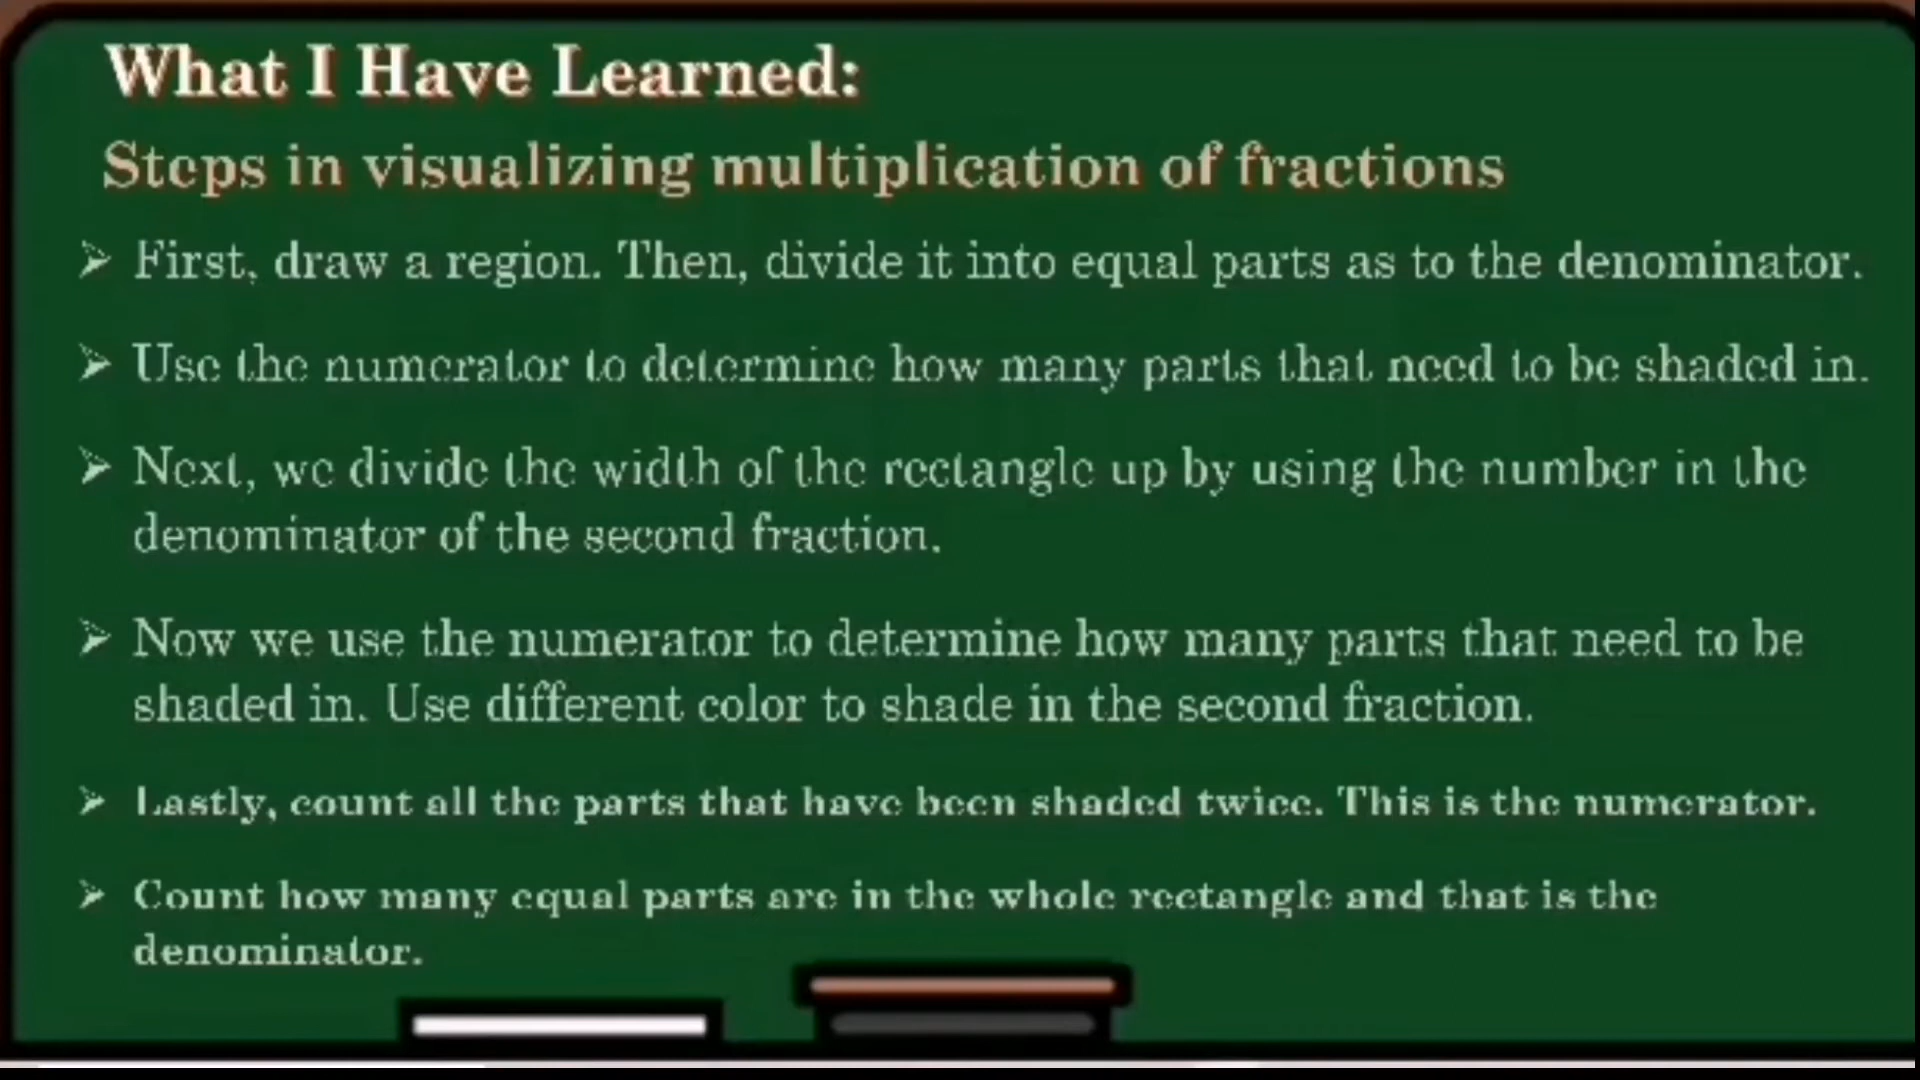 What I Have Learned:
Steps in visualizing multiplication of fractions
➢ First, draw a region. Then, divide it into equal parts as to the denominator.
➢ Use the numerator to determine how many parts that need to be shaded in.
➢ Next, we divide the width of the rectangle up by using the number in the
denominator of the second fraction.
➢ Now we use the numerator to determine how many parts that need to be
shaded in. Use different color to shade in the second fraction.
➢ Lastly, count all the parts that have been shaded twice. This is the numerator.
➢ Count how many equal parts are in the whole rectangle and that is the
denominator.